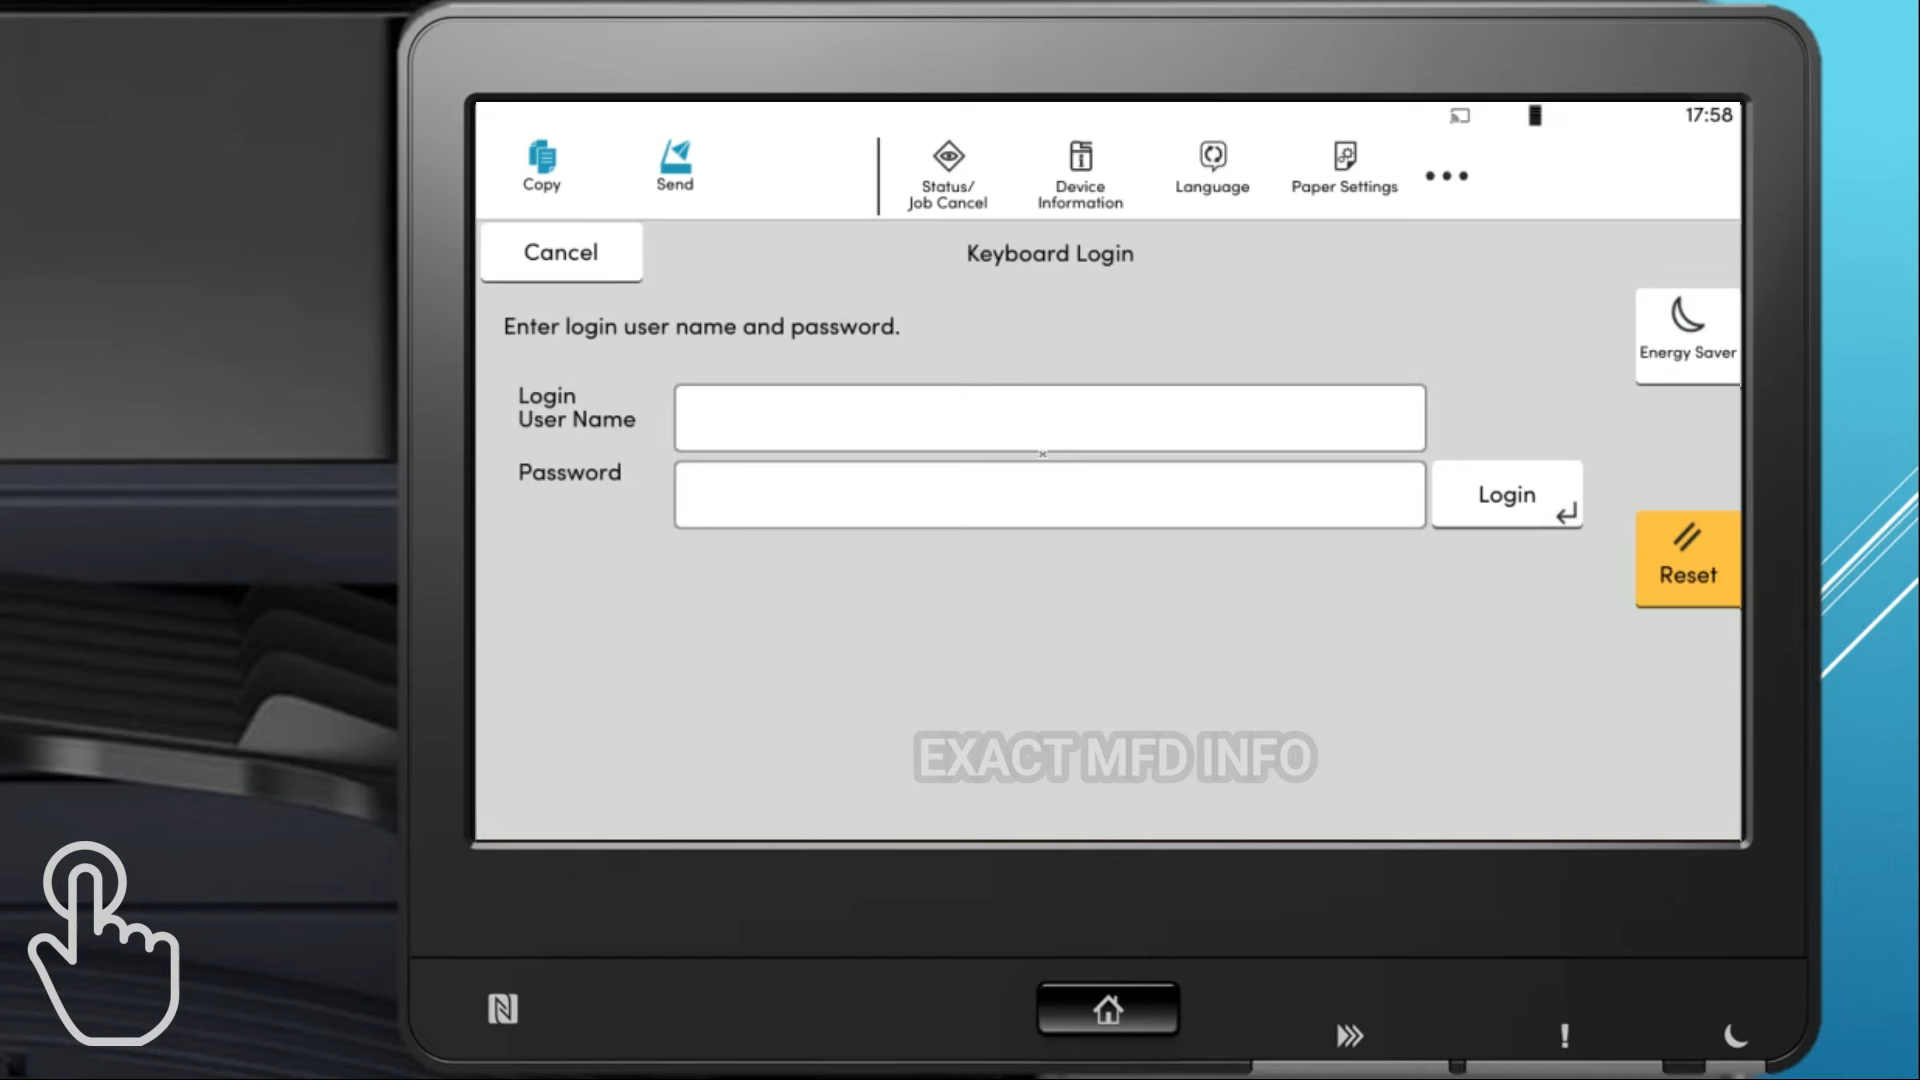 17:58
Copy
Send
Status/
Job Cancel
Device
Information
Language
Paper Settings
Cancel
Keyboard Login
Energy Saver
Enter login user name and password.
Login
User Name
Password
Login
Reset
EXACT MFD INFO